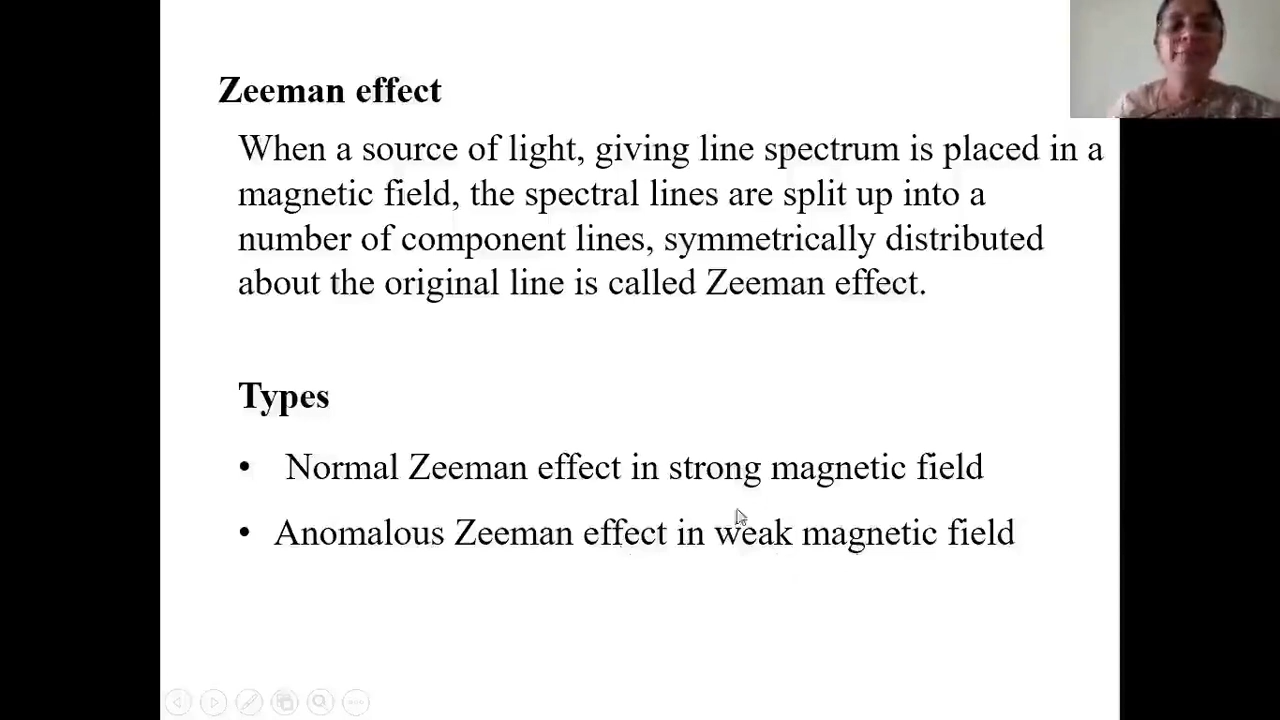 Zeeman effect
When a source of light, giving line spectrum is placed in a
magnetic field, the spectral lines are split up into a
number of component lines, symmetrically distributed
about the original line is called Zeeman effect.
Types
• Normal Zeeman effect in strong magnetic field
• Anomalous Zeeman effect in weak magnetic field